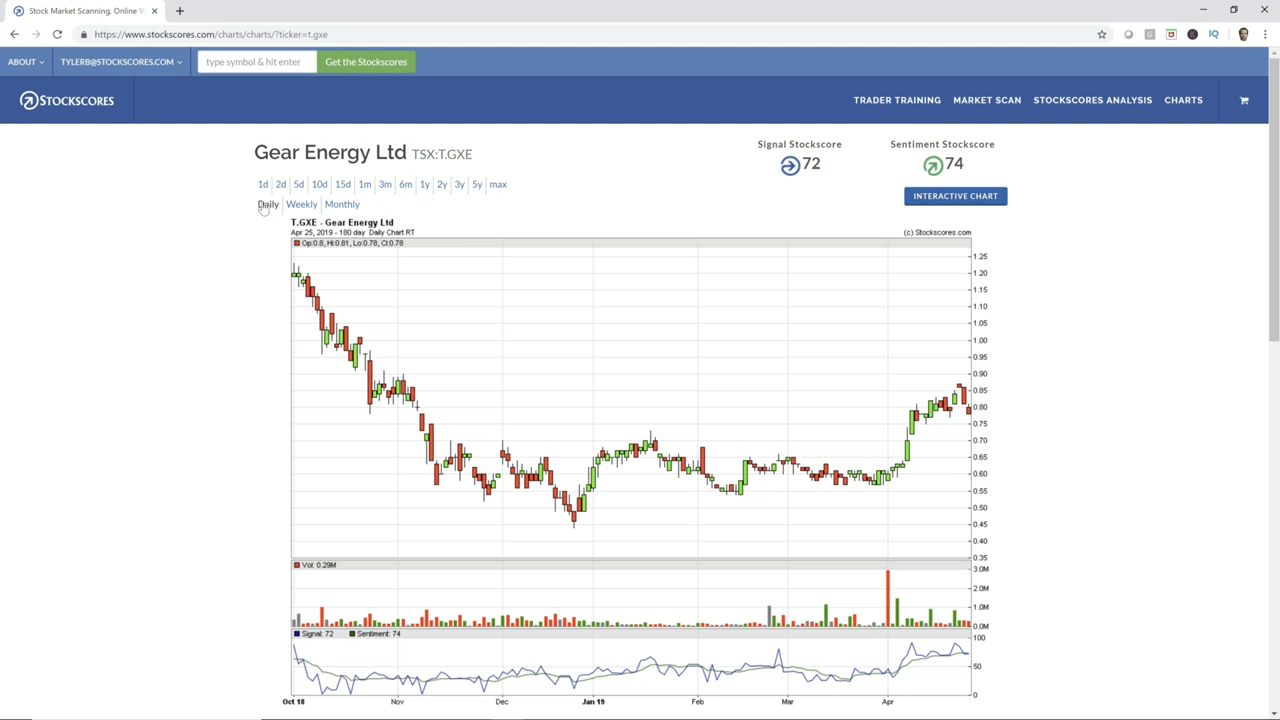 Stock Market Scanning, Online V
https://www.stockscores.com/charts/charts/?ticker=t.gxe
ABOUT
TYLERB@STOCKSCORES.COM
type symbol & hit enter
Get the Stockscores
STOCKSCORES
TRADER TRAINING
MARKET SCAN
STOCKSCORES ANALYSIS
CHARTS
Gear Energy Ltd TSX:T.GXE
Signal Stockscore
72
Sentiment Stockscore
74
1d 2d 5d 10d 15d 1m 3m 6m 1y 2y 3y 5y max
INTERACTIVE CHART
Daily Weekly Monthly
T.GXE - Gear Energy Ltd
Apr 25, 2019 - 180 day Daily Chart RT
(c) Stockscores.com
Op:0.8, Hi:0.81, Lo:0.78, Cl:0.78
1.25
1.20
1.15
1.10
1.05
1.00
0.95
0.90
0.85
0.80
0.75
0.70
0.65
0.60
0.55
0.50
0.45
0.40
0.35
Vol: 0.29M
3.0M
2.0M
1.0M
0.0M
Signal: 72 Sentiment: 74
100
50
0
Oct 18 Nov Dec Jan 19 Feb Mar Apr